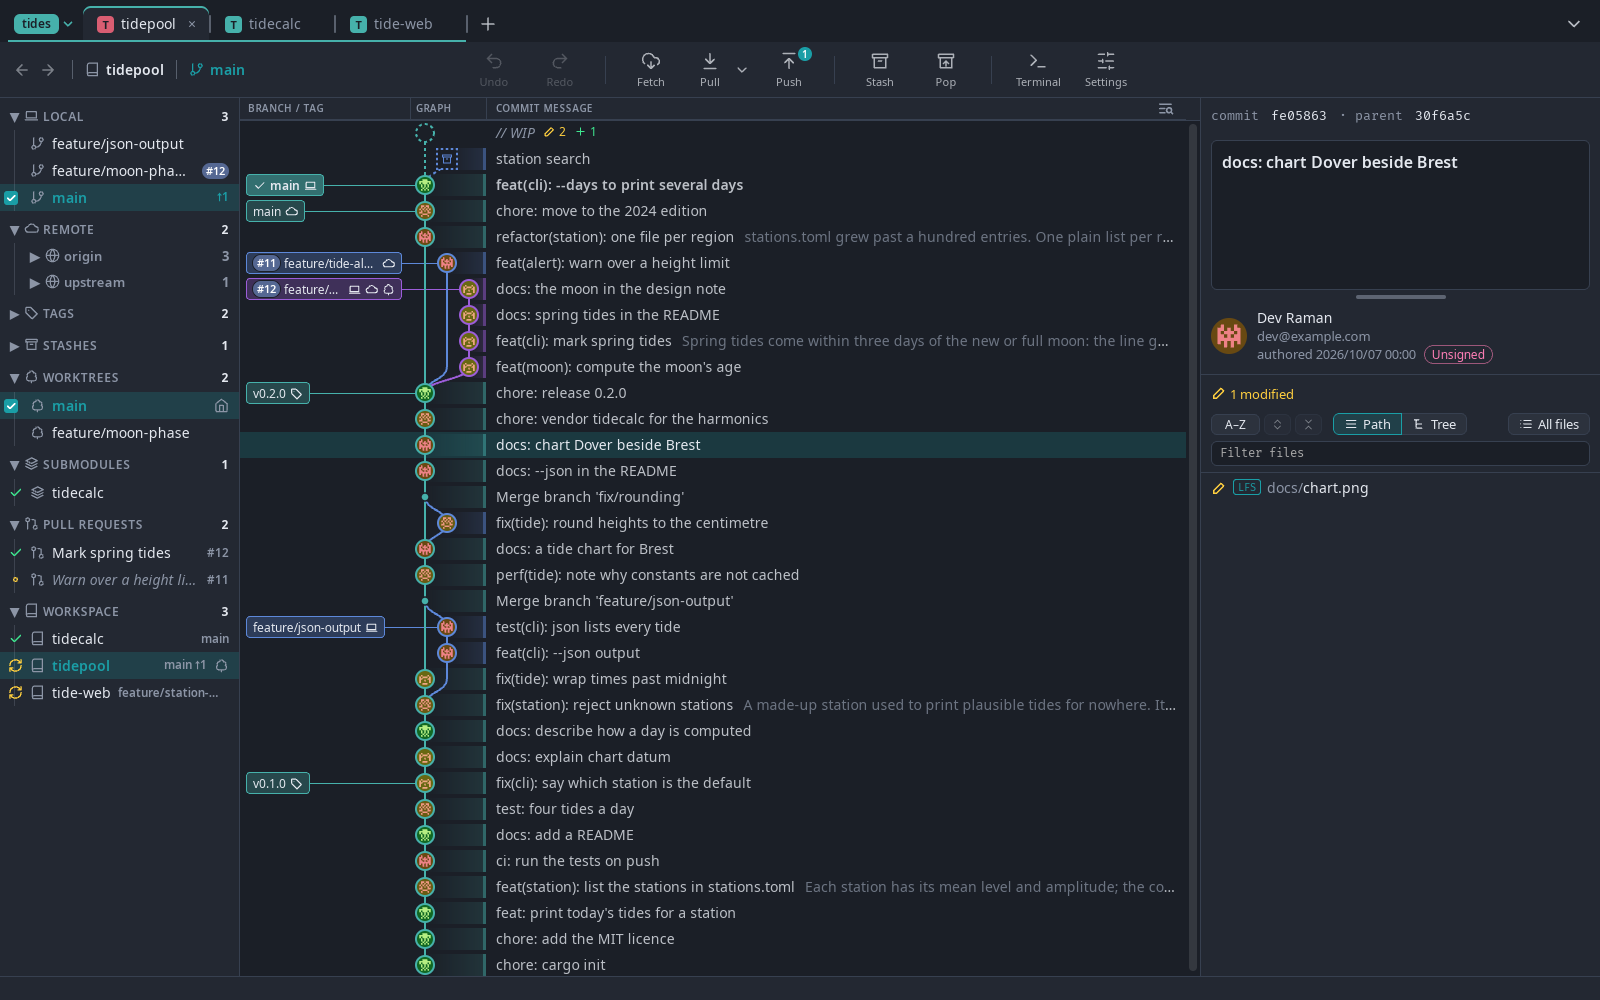 tides
T tidepool ×
T tidecalc
T tide-web
tidepool
main
Undo
Redo
Fetch
Pull
Push
1
Stash
Pop
Terminal
Settings
LOCAL 3
feature/json-output
feature/moon-pha... #12
main ↑1
REMOTE 2
origin 3
upstream 1
TAGS 2
STASHES 1
WORKTREES 2
main
feature/moon-phase
SUBMODULES 1
tidecalc
PULL REQUESTS 2
Mark spring tides #12
Warn over a height li... #11
WORKSPACE 3
tidecalc main
tidepool main ↑1
tide-web feature/station-...
BRANCH / TAG GRAPH COMMIT MESSAGE
// WIP 2 + 1
station search
main feat(cli): --days to print several days
main chore: move to the 2024 edition
refactor(station): one file per region stations.toml grew past a hundred entries. One plain list per r...
#11 feature/tide-al... feat(alert): warn over a height limit
#12 feature/... docs: the moon in the design note
docs: spring tides in the README
feat(cli): mark spring tides Spring tides come within three days of the new or full moon: the line g...
feat(moon): compute the moon's age
v0.2.0 chore: release 0.2.0
chore: vendor tidecalc for the harmonics
docs: chart Dover beside Brest
docs: --json in the README
Merge branch 'fix/rounding'
fix(tide): round heights to the centimetre
docs: a tide chart for Brest
perf(tide): note why constants are not cached
Merge branch 'feature/json-output'
feature/json-output test(cli): json lists every tide
feat(cli): --json output
fix(tide): wrap times past midnight
fix(station): reject unknown stations A made-up station used to print plausible tides for nowhere. It...
docs: describe how a day is computed
docs: explain chart datum
v0.1.0 fix(cli): say which station is the default
test: four tides a day
docs: add a README
ci: run the tests on push
feat(station): list the stations in stations.toml Each station has its mean level and amplitude; the co...
feat: print today's tides for a station
chore: add the MIT licence
chore: cargo init
commit fe05863 · parent 30f6a5c
docs: chart Dover beside Brest
Dev Raman
dev@example.com
authored 2026/10/07 00:00 Unsigned
1 modified
A–Z Path Tree All files
Filter files
LFS docs/chart.png